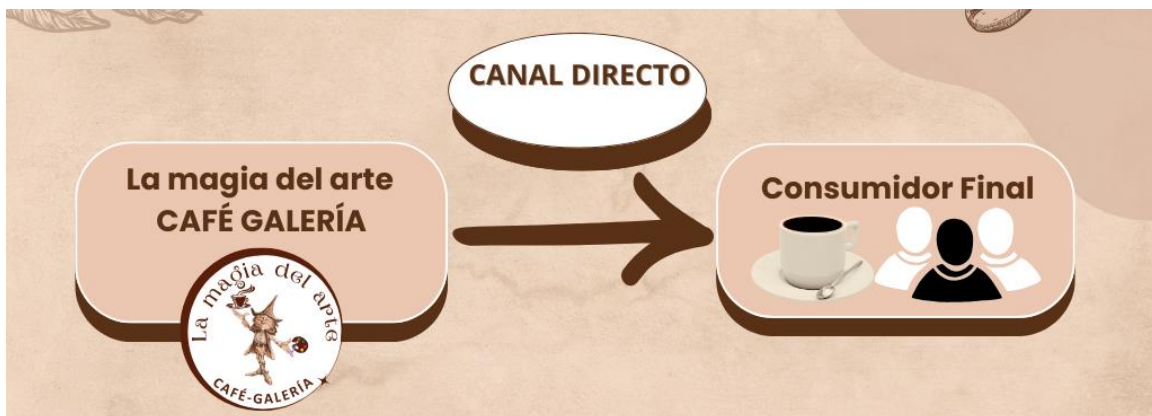 CANAL DIRECTO
La magia del arte
CAFÉ GALERÍA
Consumidor Final
La magia del arte
CAFÉ-GALERÍA